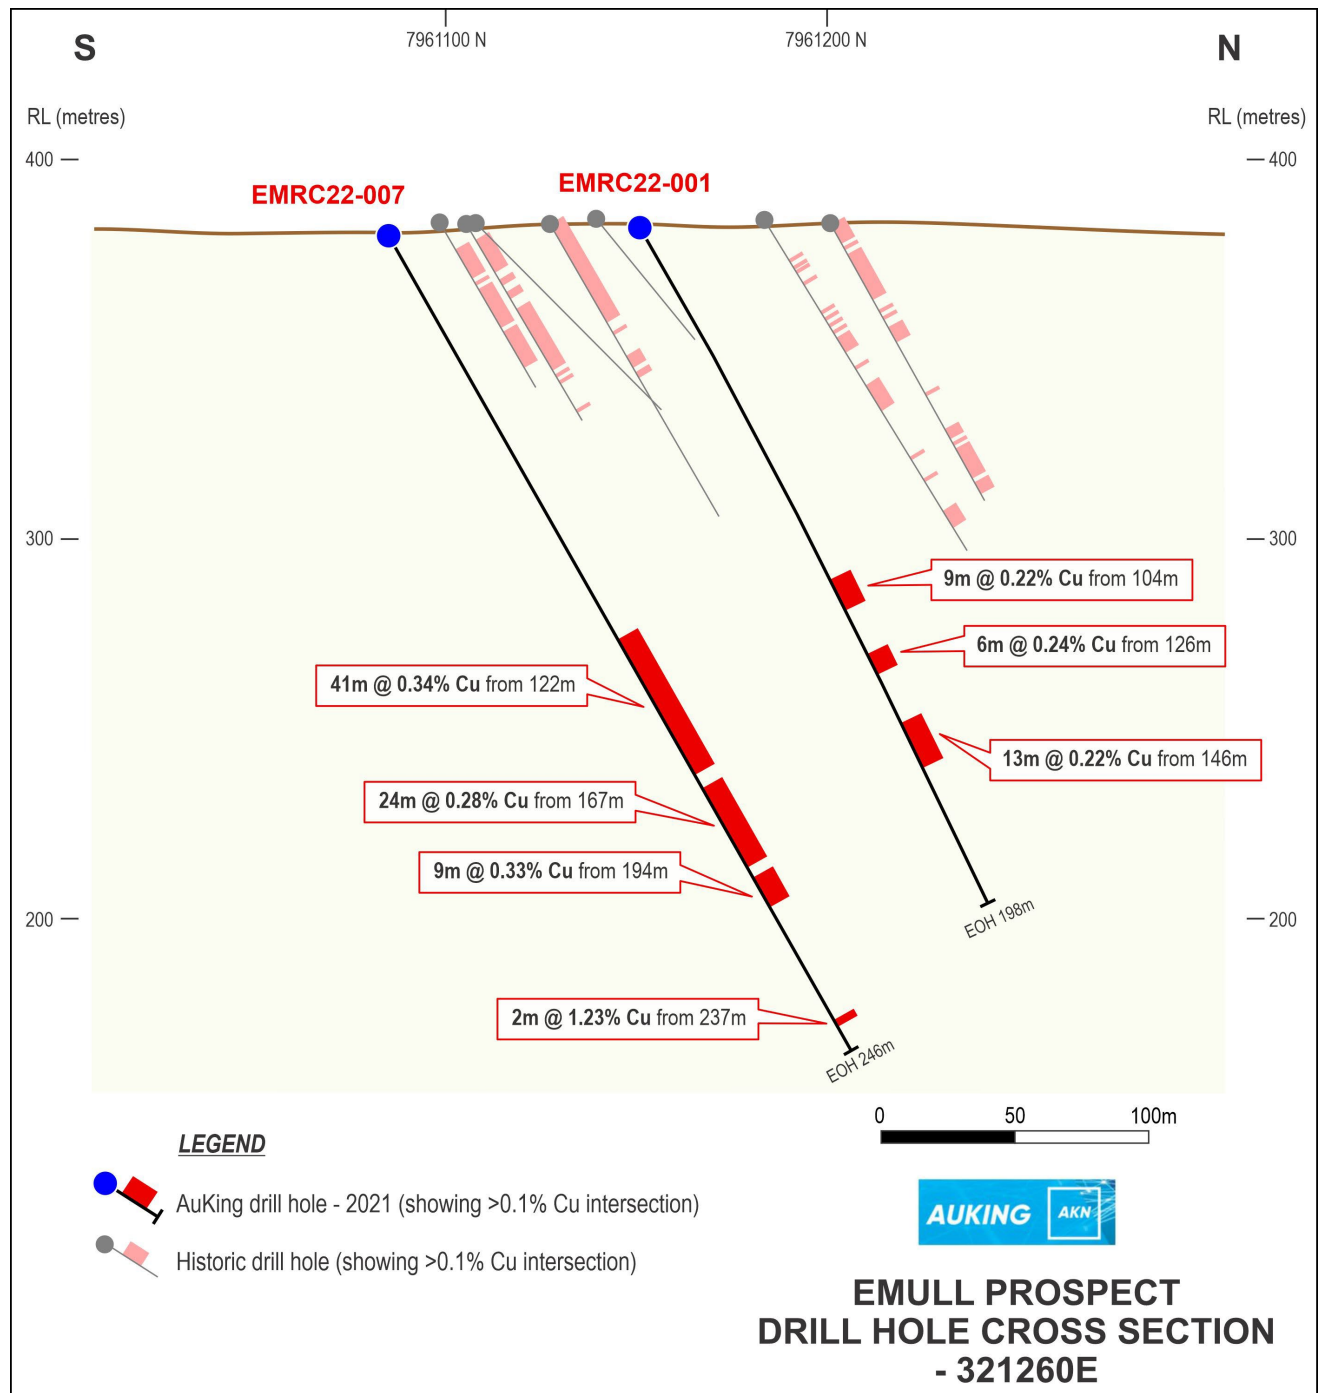 7961100 N
7961200 N
S
N
RL (metres)
RL (metres)
400
400
EMRC22-007
EMRC22-001
300
300
9m @ 0.22% Cu from 104m
6m @ 0.24% Cu from 126m
41m @ 0.34% Cu from 122m
13m @ 0.22% Cu from 146m
24m @ 0.28% Cu from 167m
9m @ 0.33% Cu from 194m
200
200
EOH 198m
2m @ 1.23% Cu from 237m
EOH 246m
0 50 100m
LEGEND
AuKing drill hole - 2021 (showing >0.1% Cu intersection)
Historic drill hole (showing >0.1% Cu intersection)
AUKING AKN
EMULL PROSPECT
DRILL HOLE CROSS SECTION
- 321260E